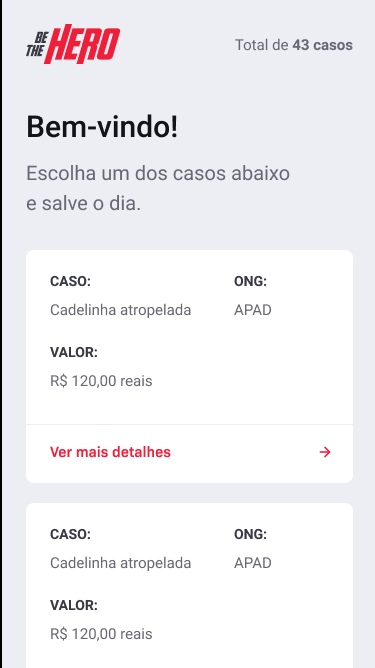 BE THE HERO
Total de 43 casos
Bem-vindo!
Escolha um dos casos abaixo
e salve o dia.
CASO:
ONG:
Cadelinha atropelada
APAD
VALOR:
R$ 120,00 reais
Ver mais detalhes
CASO:
ONG:
Cadelinha atropelada
APAD
VALOR:
R$ 120,00 reais